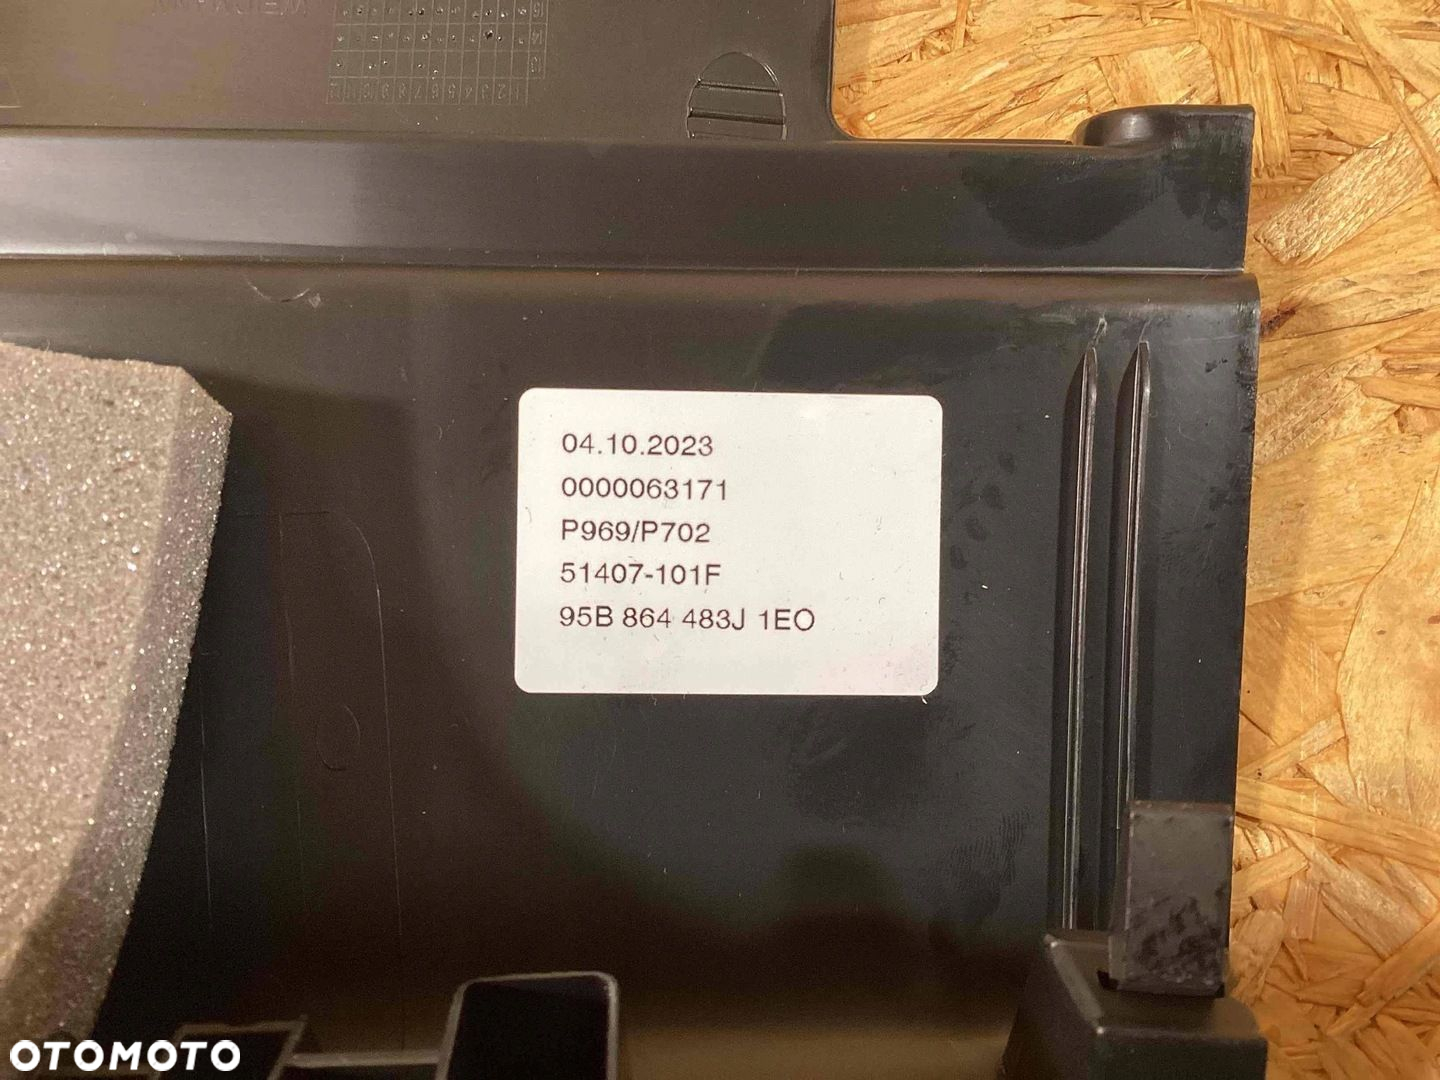 04.10.2023
0000063171
P969/P702
51407-101F
95B 864 483J 1EO
OTOMOTO